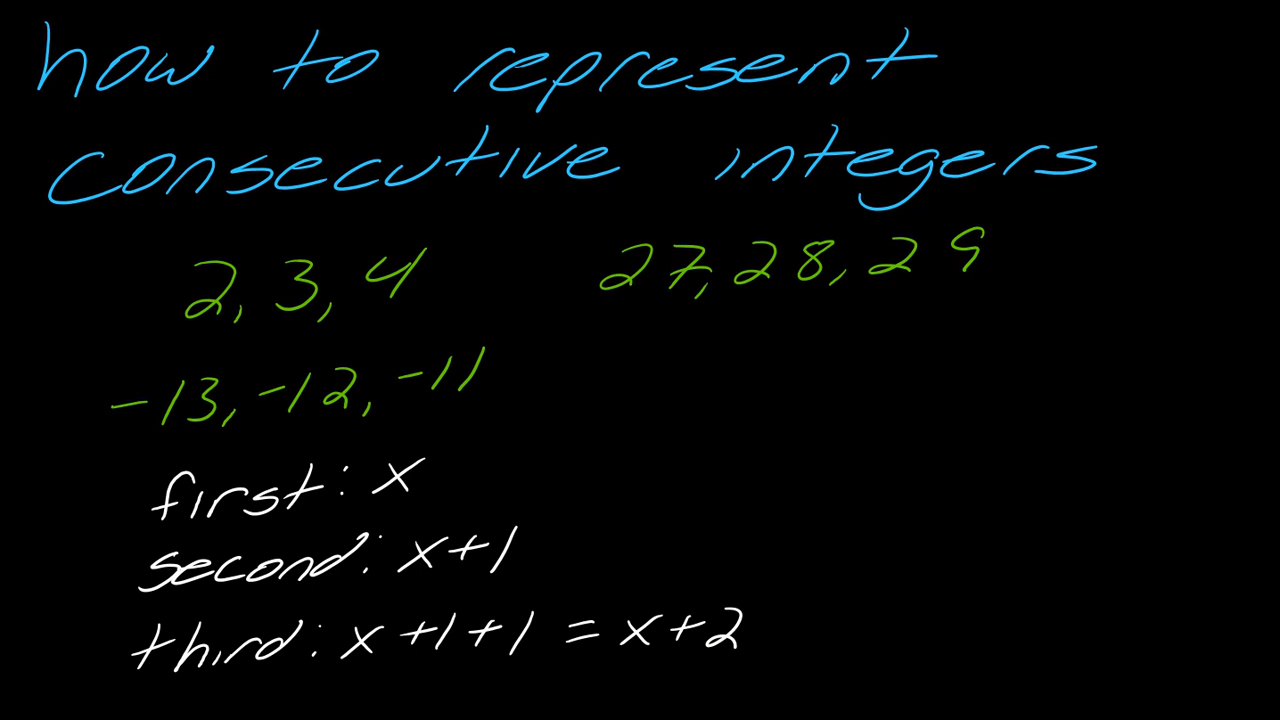 how to represent
consecutive integers
2, 3, 4 27, 28, 29
-13, -12, -11
first: x
second: x+1
third: x+1+1 = x+2